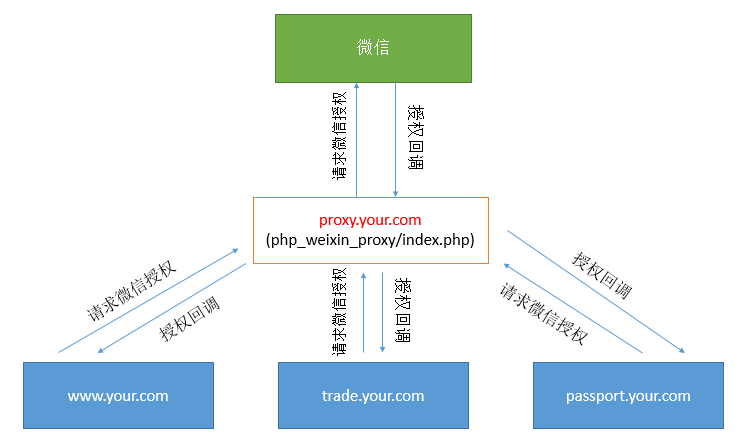 微信
请求微信授权
授权回调
proxy.your.com
(php_weixin_proxy/index.php)
请求微信授权
授权回调
请求微信授权
授权回调
授权回调
请求微信授权
www.your.com
trade.your.com
passport.your.com